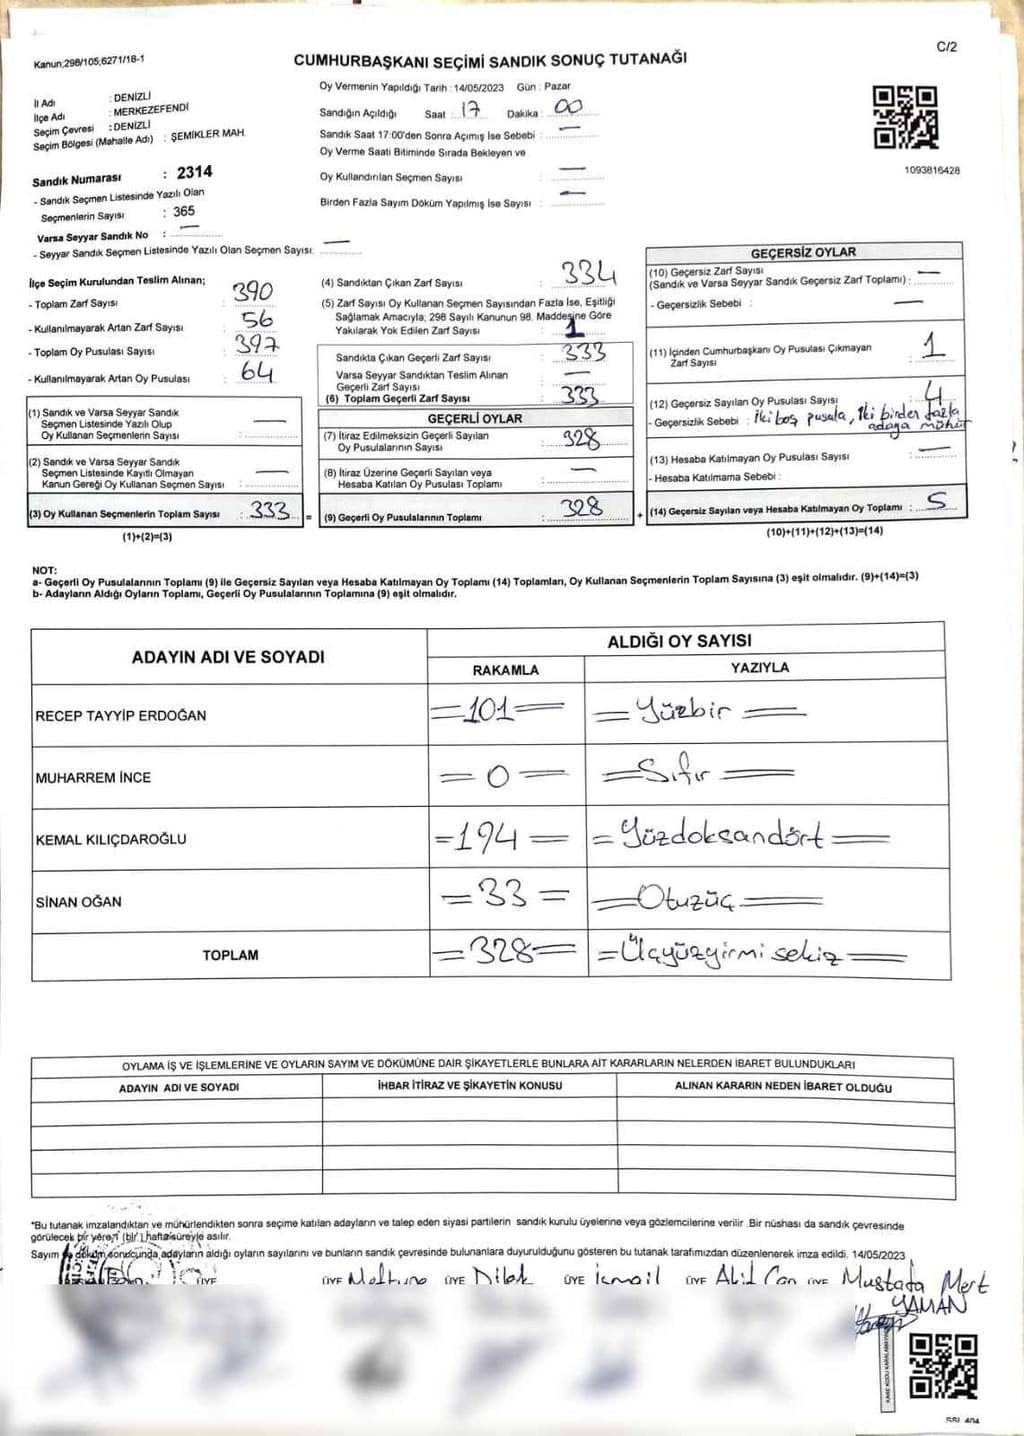 C/2
Kanun;298/105;6271/18-1
CUMHURBAŞKANI SEÇİMİ SANDIK SONUÇ TUTANAĞI
İl Adı : DENİZLİ
İlçe Adı : MERKEZEFENDİ
Seçim Çevresi : DENİZLİ
Seçim Bölgesi (Mahalle Adı) : ŞEMİKLER MAH.
Sandık Numarası : 2314
- Sandık Seçmen Listesinde Yazılı Olan
Seçmenlerin Sayısı : 365
Varsa Seyyar Sandık No : —
- Seyyar Sandık Seçmen Listesinde Yazılı Olan Seçmen Sayısı: —
Oy Vermenin Yapıldığı Tarih : 14/05/2023 Gün : Pazar
Sandığın Açıldığı Saat : 17 Dakika : 00
Sandık Saat 17:00'den Sonra Açımış İse Sebebi : —
Oy Verme Saati Bitiminde Sırada Bekleyen ve
Oy Kullandırılan Seçmen Sayısı : —
Birden Fazla Sayım Döküm Yapılmış İse Sayısı : —
1093816428
İlçe Seçim Kurulundan Teslim Alınan;
- Toplam Zarf Sayısı : 390
- Kullanılmayarak Artan Zarf Sayısı : 56
- Toplam Oy Pusulası Sayısı : 397
- Kullanılmayarak Artan Oy Pusulası : 64
(1) Sandık ve Varsa Seyyar Sandık
Seçmen Listesinde Yazılı Olup
Oy Kullanan Seçmenlerin Sayısı : —
(2) Sandık ve Varsa Seyyar Sandık
Seçmen Listesinde Kayıtlı Olmayan
Kanun Gereği Oy Kullanan Seçmen Sayısı : —
(3) Oy Kullanan Seçmenlerin Toplam Sayısı : 333
(1)+(2)=(3)
=
(4) Sandıktan Çıkan Zarf Sayısı : 334
(5) Zarf Sayısı Oy Kullanan Seçmen Sayısından Fazla İse, Eşitliği
Sağlamak Amacıyla; 298 Sayılı Kanunun 98. Maddesine Göre
Yakılarak Yok Edilen Zarf Sayısı : 1
Sandıkta Çıkan Geçerli Zarf Sayısı : 333
Varsa Seyyar Sandıktan Teslim Alınan
Geçerli Zarf Sayısı : —
(6) Toplam Geçerli Zarf Sayısı : 333
GEÇERLİ OYLAR
(7) İtiraz Edilmeksizin Geçerli Sayılan
Oy Pusulalarının Sayısı : 328
(8) İtiraz Üzerine Geçerli Sayılan veya
Hesaba Katılan Oy Pusulası Toplamı : —
(9) Geçerli Oy Pusulalarının Toplamı : 328
+
GEÇERSİZ OYLAR
(10) Geçersiz Zarf Sayısı
(Sandık ve Varsa Seyyar Sandık Geçersiz Zarf Toplamı) : —
- Geçersizlik Sebebi : —
(11) İçinden Cumhurbaşkanı Oy Pusulası Çıkmayan
Zarf Sayısı : 1
(12) Geçersiz Sayılan Oy Pusulası Sayısı : 4
- Geçersizlik Sebebi : İki boş pusala, İki birden fazla
adaya mühür
(13) Hesaba Katılmayan Oy Pusulası Sayısı : —
- Hesaba Katılmama Sebebi :
(14) Geçersiz Sayılan veya Hesaba Katılmayan Oy Toplamı : 5
(10)+(11)+(12)+(13)=(14)
NOT:
a- Geçerli Oy Pusulalarının Toplamı (9) ile Geçersiz Sayılan veya Hesaba Katılmayan Oy Toplamı (14) Toplamları, Oy Kullanan Seçmenlerin Toplam Sayısına (3) eşit olmalıdır. (9)+(14)=(3)
b- Adayların Aldığı Oyların Toplamı, Geçerli Oy Pusulalarının Toplamına (9) eşit olmalıdır.
ADAYIN ADI VE SOYADI
ALDIĞI OY SAYISI
RAKAMLA YAZIYLA
RECEP TAYYİP ERDOĞAN =101= =Yüzbir=
MUHARREM İNCE =0= =Sıfır=
KEMAL KILIÇDAROĞLU =194= =Yüzdoksandört=
SİNAN OĞAN =33= =Otuzüç=
TOPLAM =328= =Üçyüzyirmi sekiz=
OYLAMA İŞ VE İŞLEMLERİNE VE OYLARIN SAYIM VE DÖKÜMÜNE DAİR ŞİKAYETLERLE BUNLARA AİT KARARLARIN NELERDEN İBARET BULUNDUKLARI
ADAYIN ADI VE SOYADI İHBAR İTİRAZ VE ŞİKAYETİN KONUSU ALINAN KARARIN NEDEN İBARET OLDUĞU
*Bu tutanak imzalandıktan ve mühürlendikten sonra seçime katılan adayların ve talep eden siyasi partilerin sandık kurulu üyelerine veya gözlemcilerine verilir .Bir nüshası da sandık çevresinde
görülecek bir yere,1 (bir ) hafta süreyle asılır.
Sayım ve döküm sonucunda adayların aldığı oyların sayılarını ve bunların sandık çevresinde bulunanlara duyurulduğunu gösteren bu tutanak tarafımızdan düzenlenerek imza edildi. 14/05/2023
ÜYE ÜYE Meltune ÜYE Dilek ÜYE İsmail ÜYE Alil Can ÜYE Mustafa Mert
YAMAN